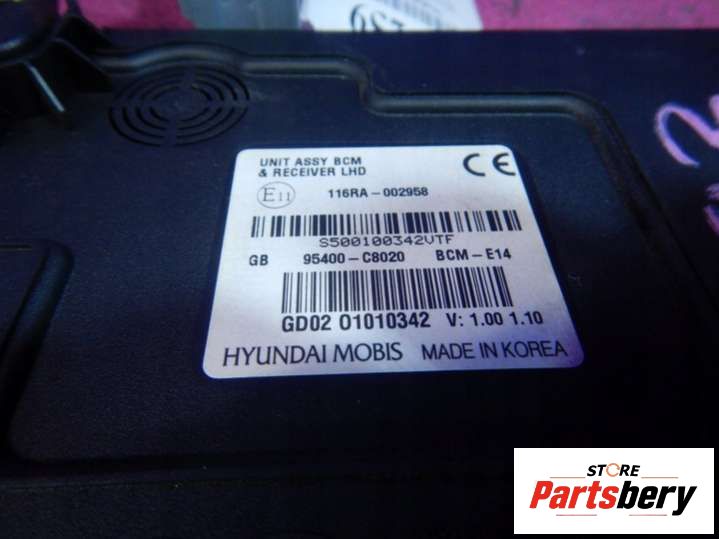 UNIT ASSY BCM
& RECEIVER LHD
CE
E11
116RA-002958
S500100342VTF
GB 95400-C8020 BCM-E14
GD02 01010342 V: 1.00 1.10
HYUNDAI MOBIS MADE IN KOREA
STORE
Partsbery